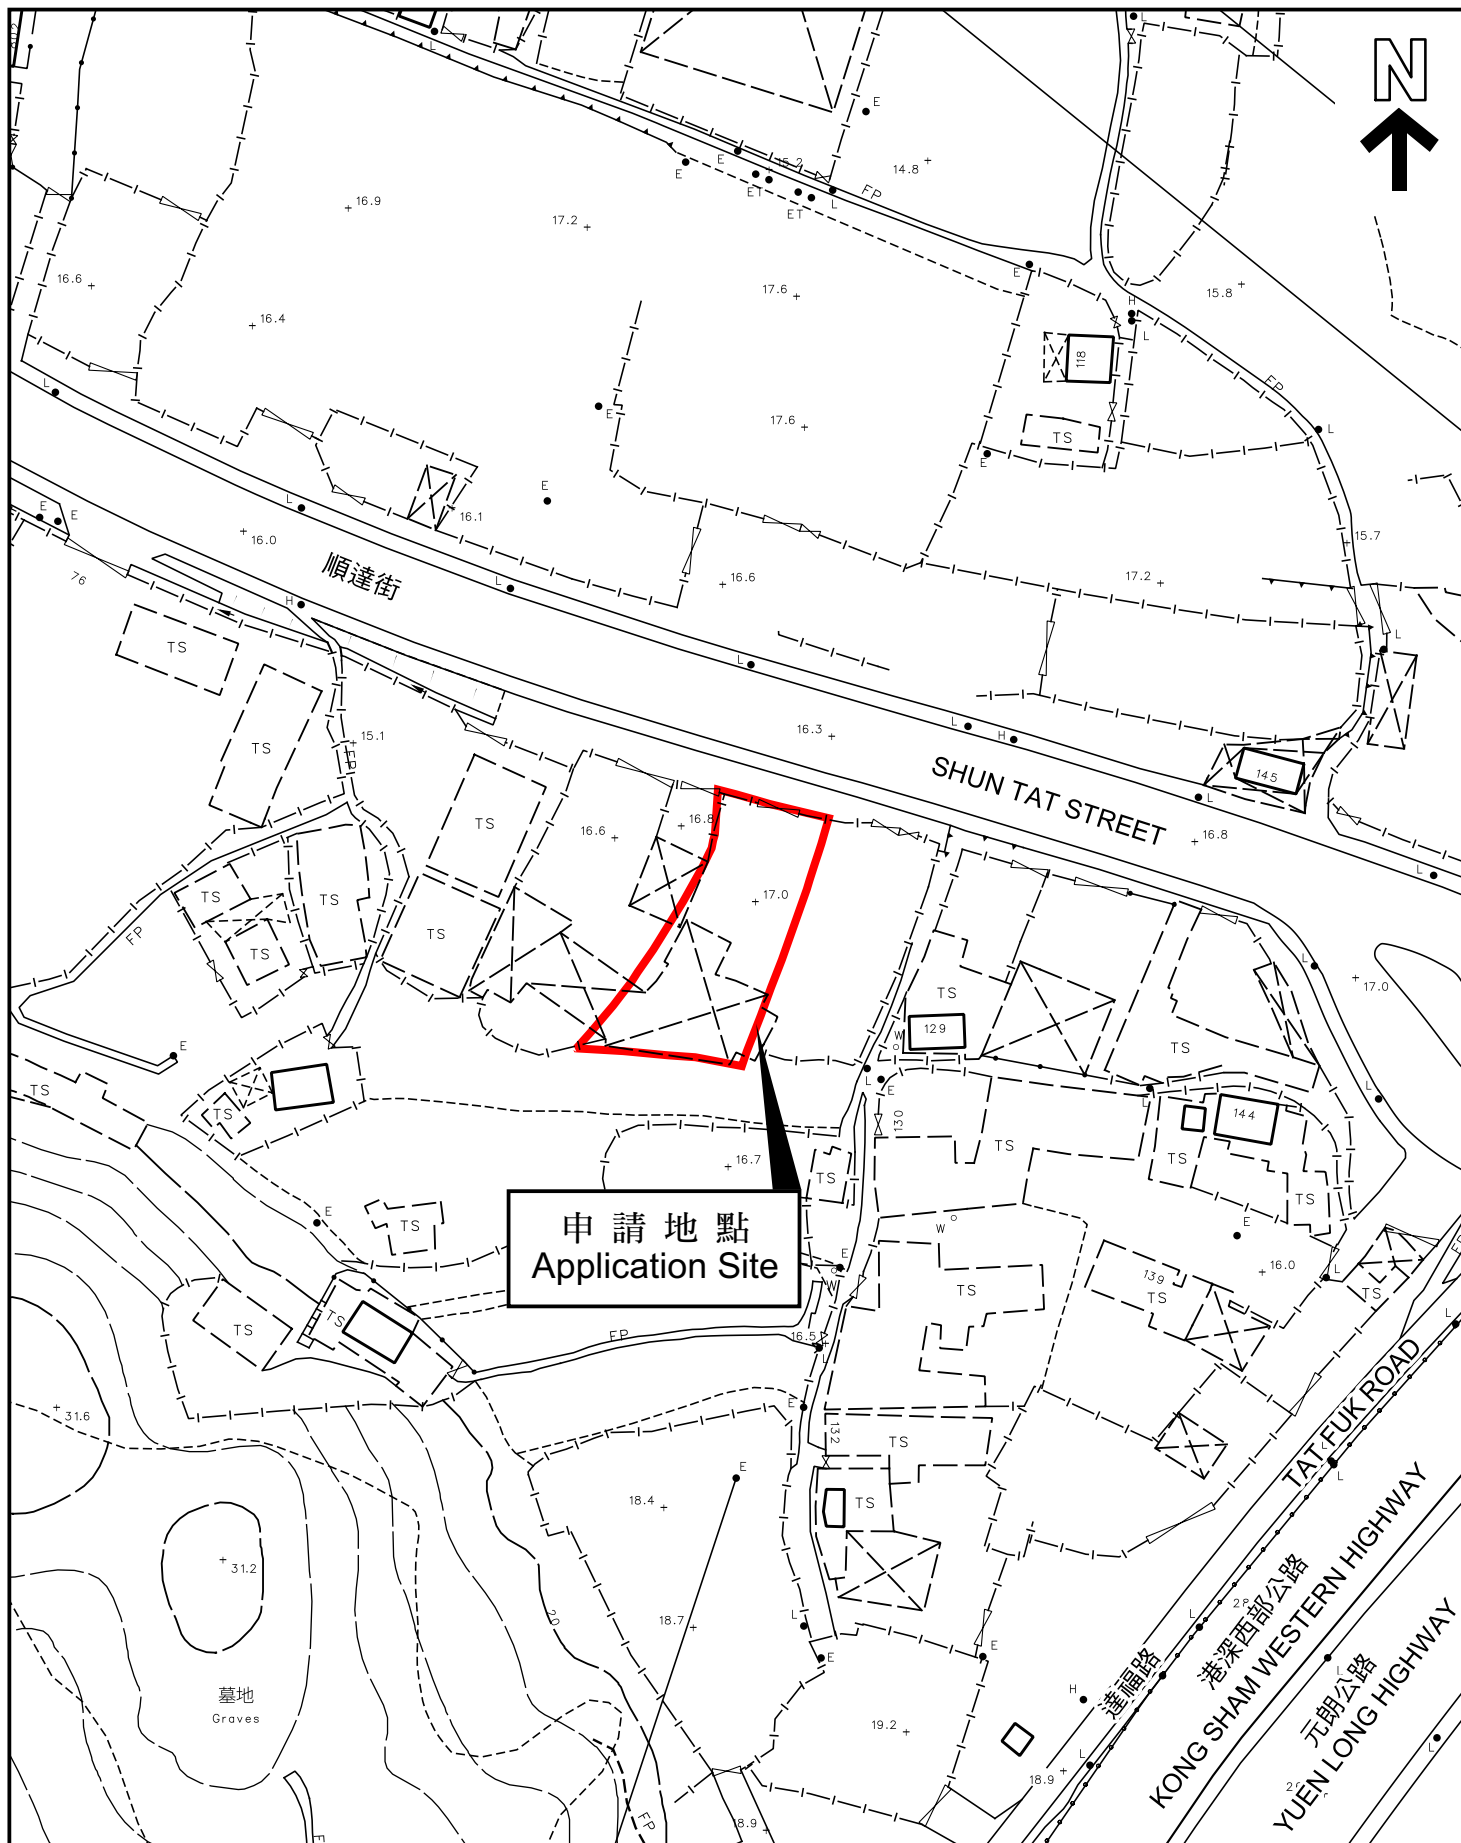 N
E
15.2
14.8
E
E
ET
ET
L
FP
L
16.9
17.2
16.6
16.4
17.6
15.8
E
H
L
118
FP
L
L
E
17.6
TS
E
E
L
16.1
E
E
16.0
15.7
76
順達街
L
16.6
17.2
H
L
TS
L
15.1
FP
TS
16.3
L
H
SHUN TAT STREET
145
L
16.8
L
TS
16.6
16.8
17.0
TS
TS
TS
TS
FP
TS
L
17.0
W
129
E
TS
TS
L
E
L
TS
TS
130
TS
L
144
16.7
TS
TS
TS
申請地點
Application Site
E
TS
W
E
E
16.0
L
139
TS
TS
TS
FP
W
TS
TS
FP
16.5
L
L
31.6
E
132
TS
TAT FUK ROAD
L
L
E
18.4
TS
31.2
20
18.7
L
E
E
港深西部公路
KONG SHAM WESTERN HIGHWAY
L
L
墓地
Graves
H
達福路
元朗公路
YUEN LONG HIGHWAY
L
19.2
18.9
L
FP
18.9